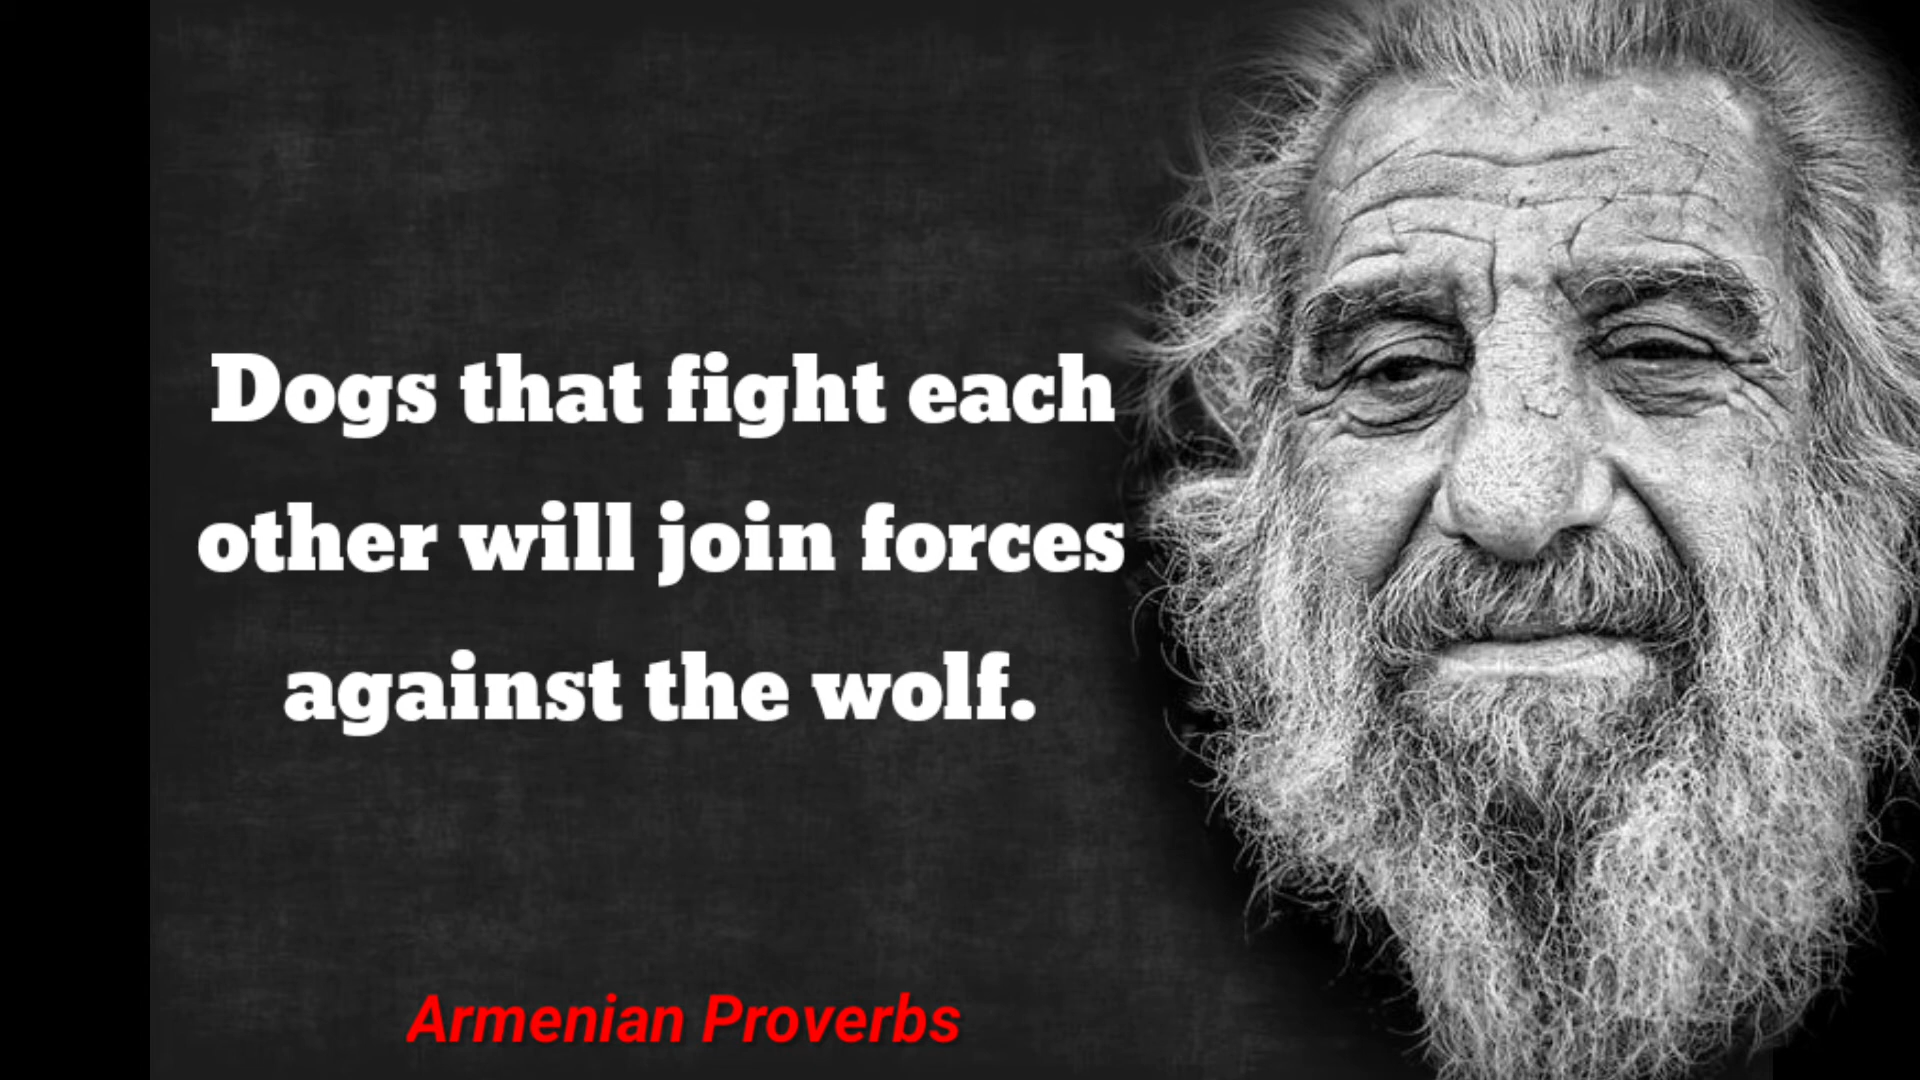 Dogs that fight each
other will join forces
against the wolf.
Armenian Proverbs